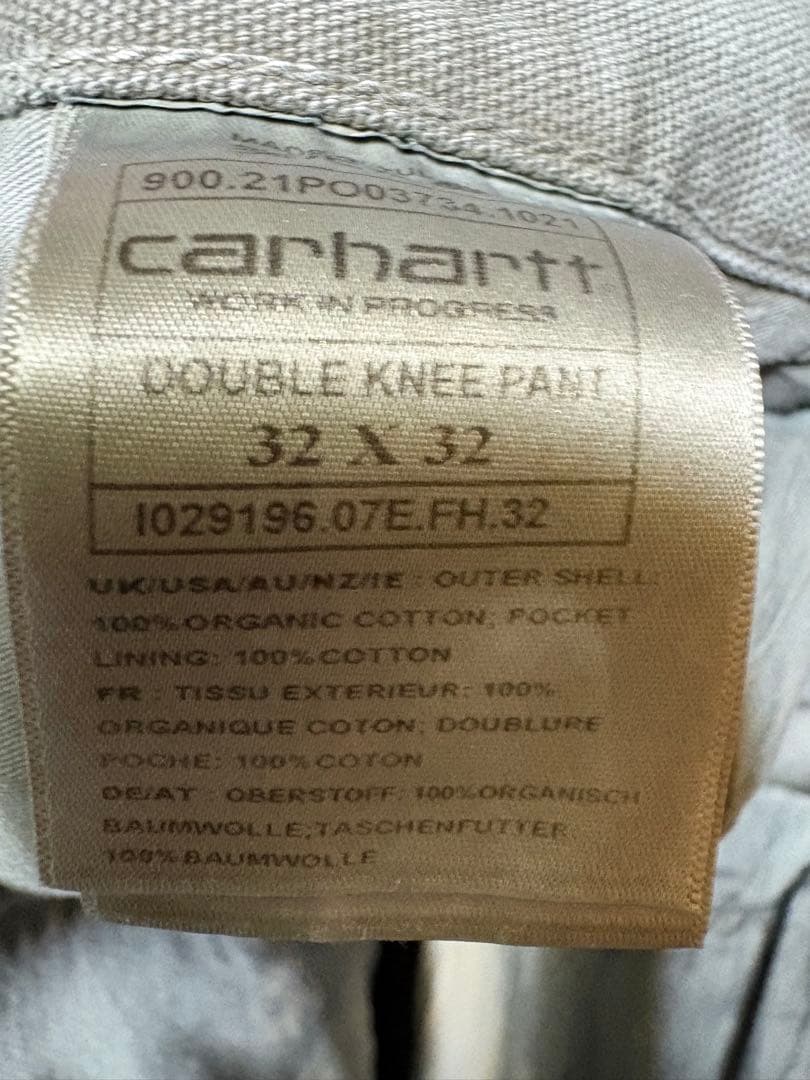 900.21PO03734.1021
carhartt
WORK IN PROGRESS
DOUBLE KNEE PANT
32 X 32
I029196.07E.FH.32
UK/USA/AU/NZ/IE : OUTER SHELL:
100% ORGANIC COTTON; POCKET
LINING: 100% COTTON
FR : TISSU EXTERIEUR: 100%
ORGANIQUE COTON; DOUBLURE
POCHE: 100% COTON
DE/AT : OBERSTOFF: 100%ORGANISCH
BAUMWOLLE;TASCHENFUTTER:
100% BAUMWOLLE